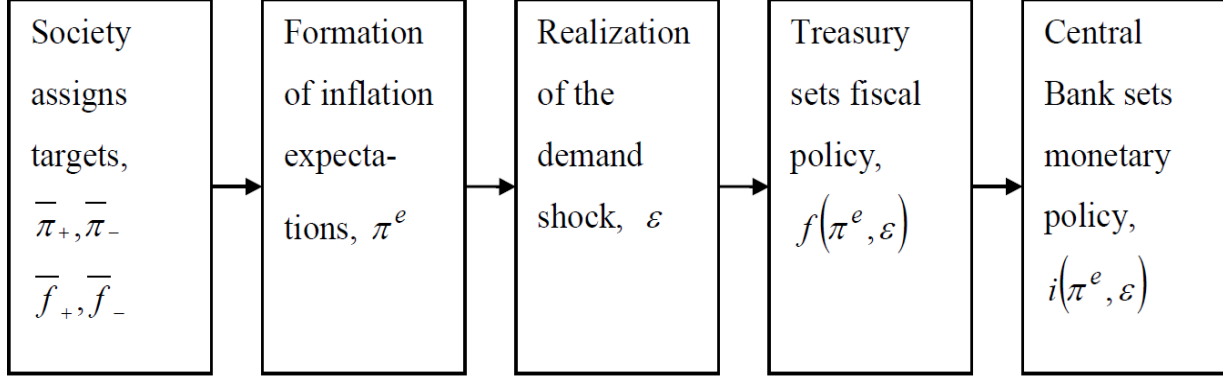 Society
assigns
targets,
π̅₊, π̅₋
f̅₊, f̅₋
Formation
of inflation
expecta-
tions, πᵉ
Realization
of the
demand
shock, ε
Treasury
sets fiscal
policy,
f(πᵉ, ε)
Central
Bank sets
monetary
policy,
i(πᵉ, ε)